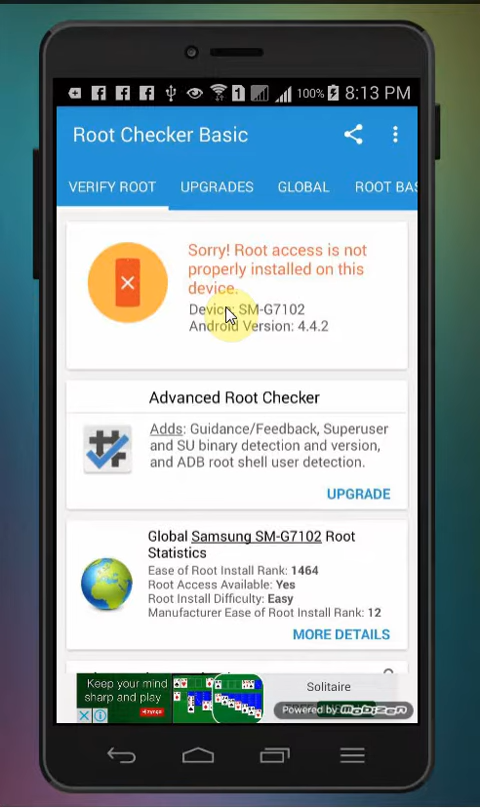 1
100%
8:13 PM
Root Checker Basic
VERIFY ROOT
UPGRADES
GLOBAL
ROOT BAS
Sorry! Root access is not
properly installed on this
device.
Device: SM-G7102
Android Version: 4.4.2
Advanced Root Checker
Adds: Guidance/Feedback, Superuser
and SU binary detection and version,
and ADB root shell user detection.
UPGRADE
Global Samsung SM-G7102 Root
Statistics
Ease of Root Install Rank: 1464
Root Access Available: Yes
Root Install Difficulty: Easy
Manufacturer Ease of Root Install Rank: 12
MORE DETAILS
Keep your mind
sharp and play
zynga
Solitaire
Powered by mobizen